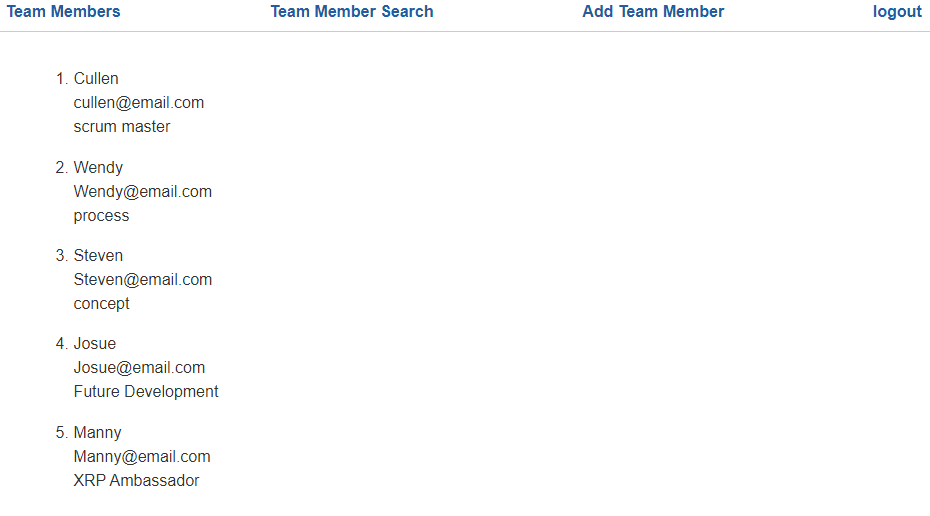 Team Members Team Member Search Add Team Member logout
1. Cullen
cullen@email.com
scrum master
2. Wendy
Wendy@email.com
process
3. Steven
Steven@email.com
concept
4. Josue
Josue@email.com
Future Development
5. Manny
Manny@email.com
XRP Ambassador